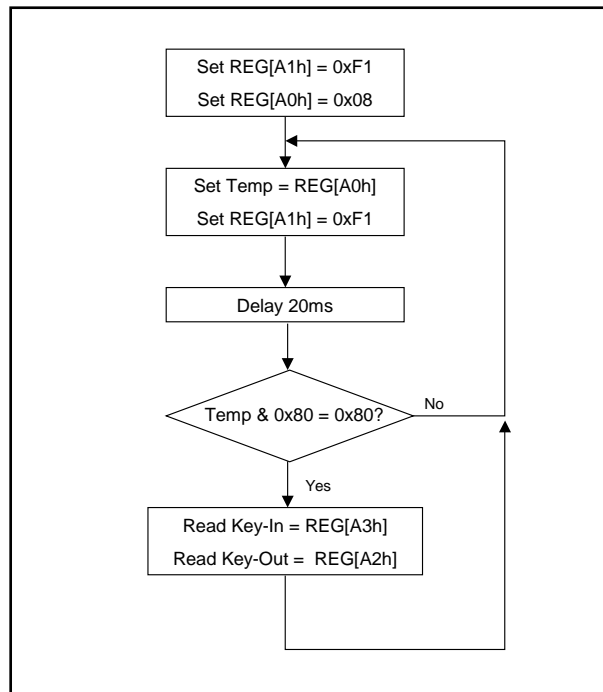 Set REG[A1h] = 0xF1
Set REG[A0h] = 0x08
Set Temp = REG[A0h]
Set REG[A1h] = 0xF1
Delay 20ms
Temp & 0x80 = 0x80?
No
Yes
Read Key-In = REG[A3h]
Read Key-Out =  REG[A2h]